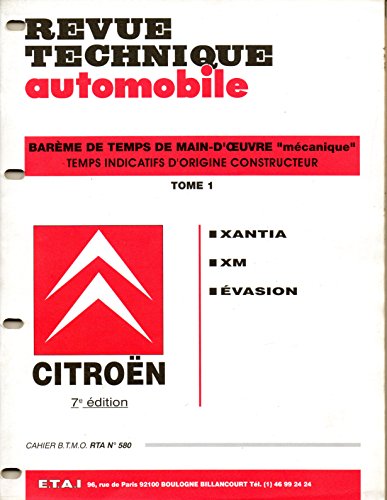 REVUE
TECHNIQUE
automobile
BARÈME DE TEMPS DE MAIN-D'ŒUVRE "mécanique"
TEMPS INDICATIFS D'ORIGINE CONSTRUCTEUR
TOME 1
XANTIA
XM
ÉVASION
CITROËN
7e édition
CAHIER B.T.M.O. RTA N° 580
E.T.A.I 96, rue de Paris 92100 BOULOGNE BILLANCOURT Tél. (1) 46 99 24 24